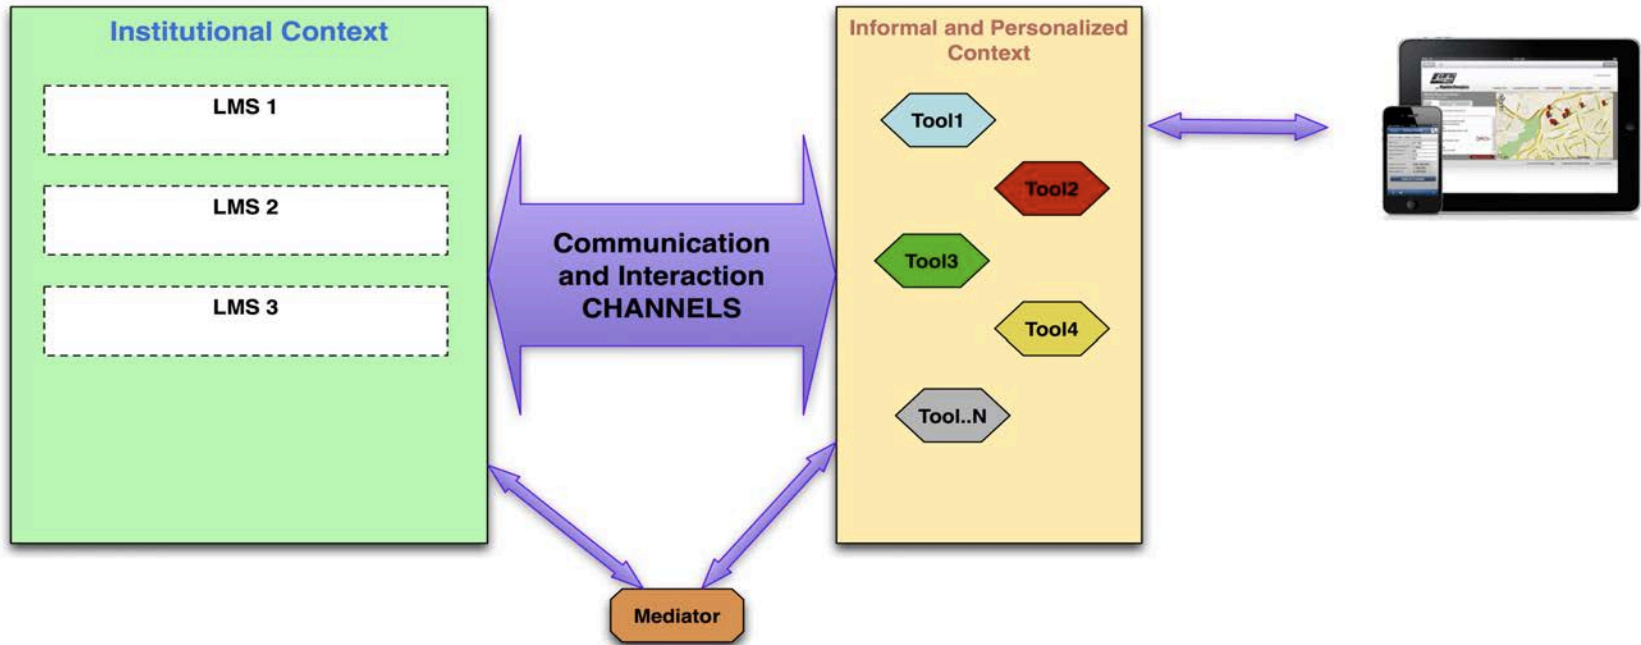 Institutional Context
LMS 1
LMS 2
LMS 3
Communication
and Interaction
CHANNELS
Informal and Personalized
Context
Tool1
Tool2
Tool3
Tool4
Tool..N
Mediator